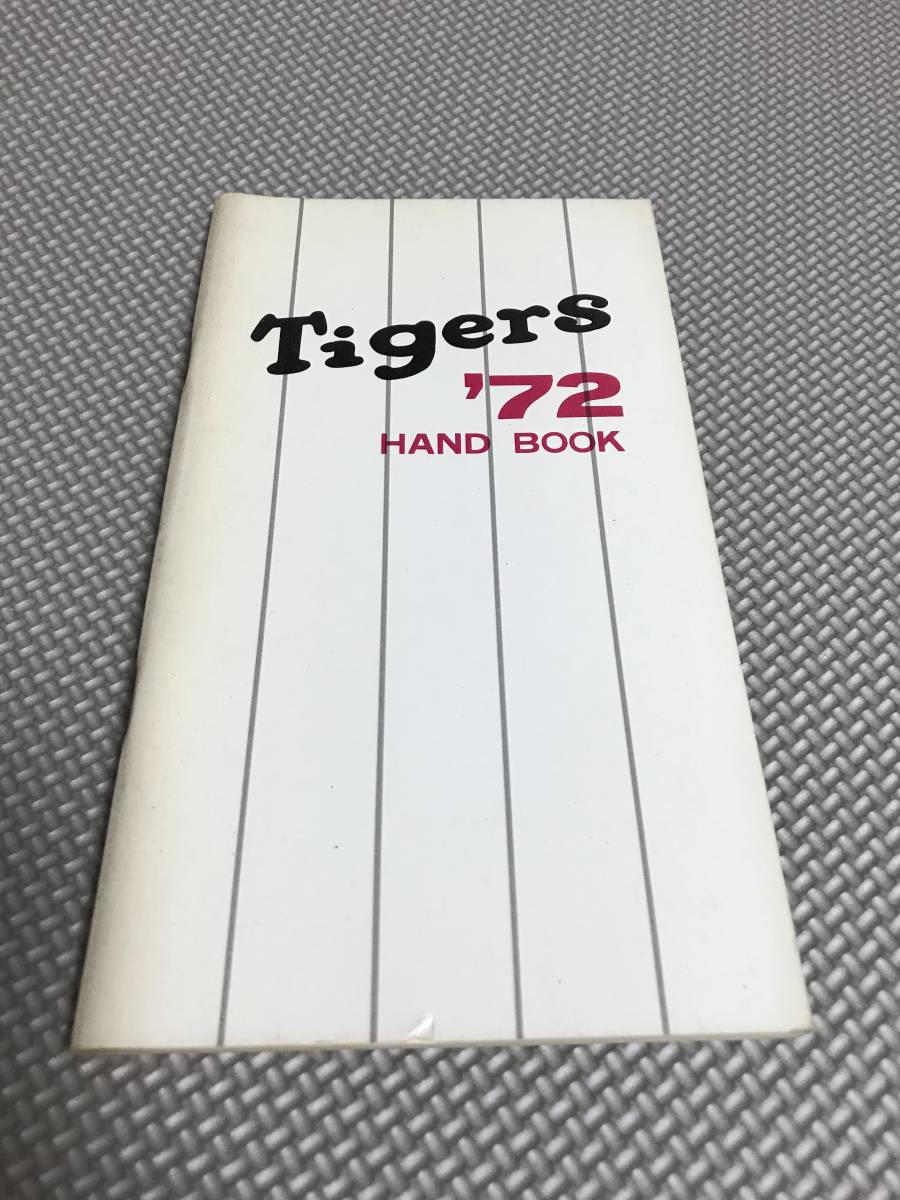 Tigers
'72
HAND BOOK